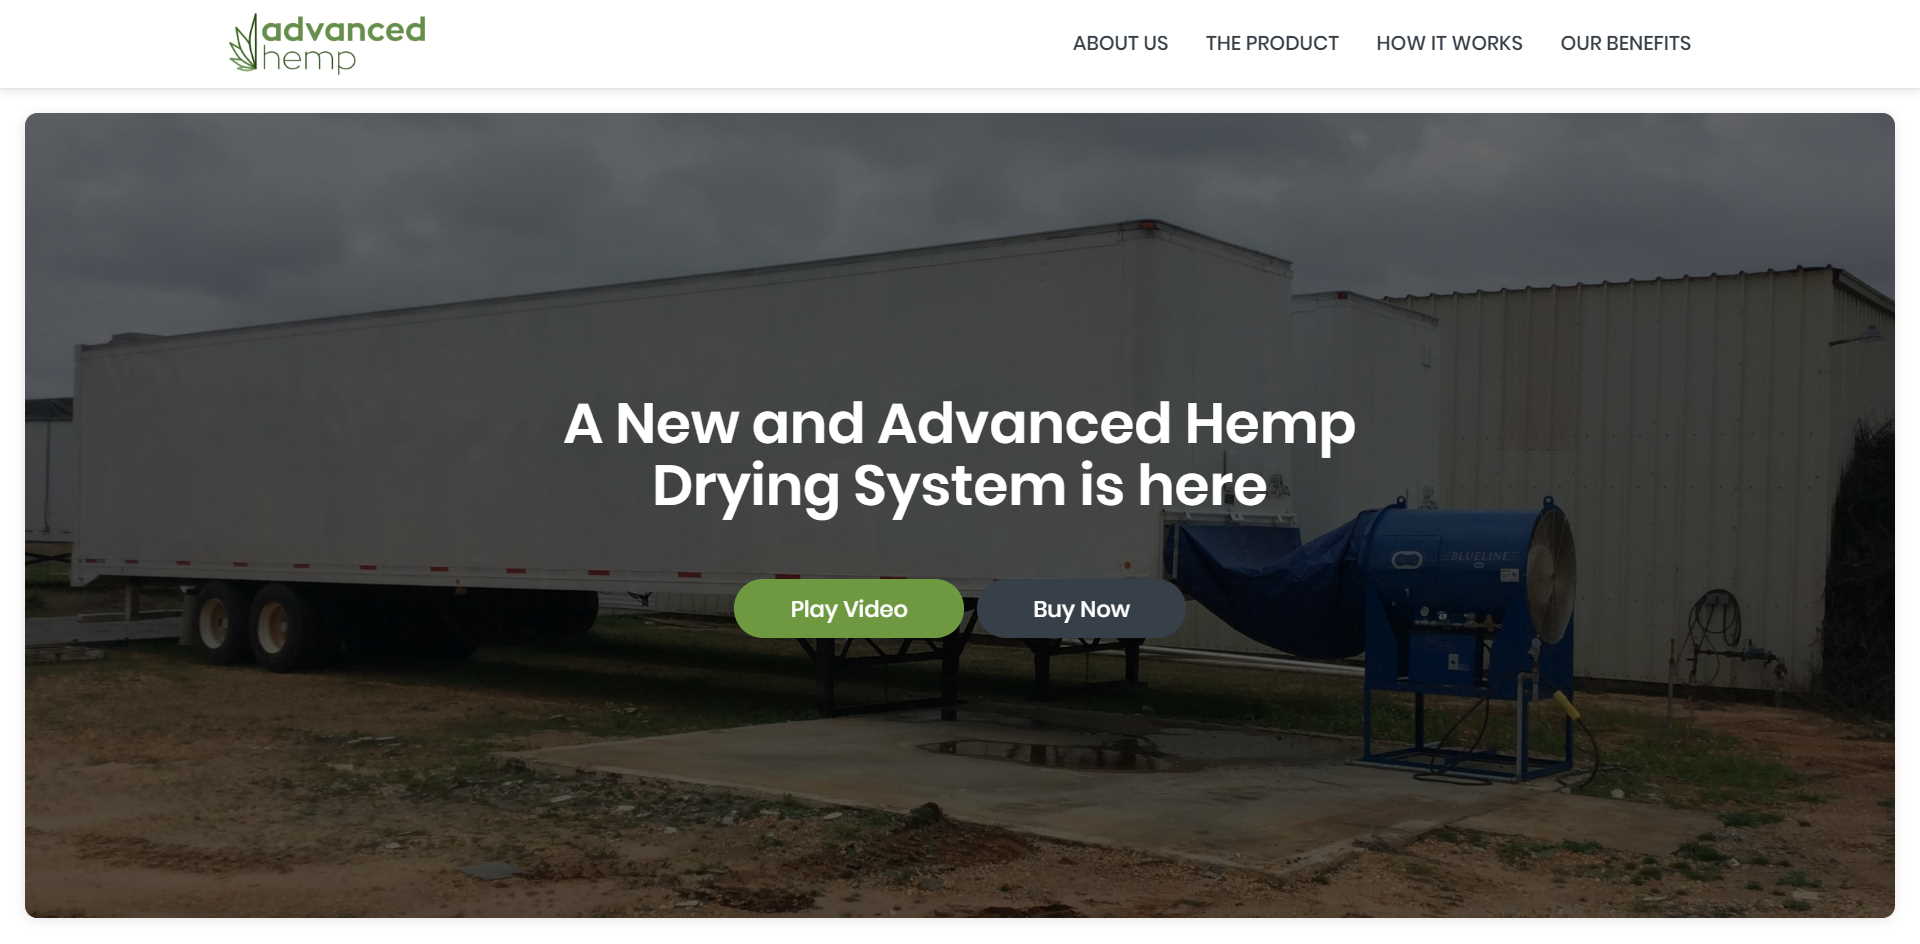 advanced
hemp
ABOUT US
THE PRODUCT
HOW IT WORKS
OUR BENEFITS
A New and Advanced Hemp
Drying System is here
Play Video
Buy Now
BLUELINE